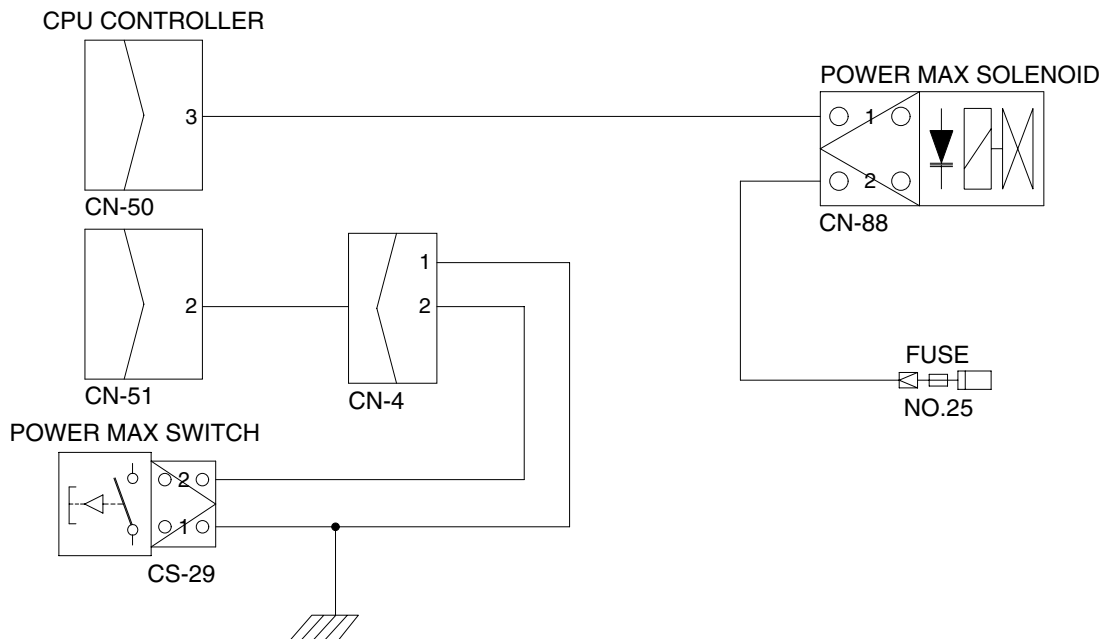 CPU CONTROLLER
3
CN-50
POWER MAX SOLENOID
1
2
CN-88
2
CN-51
1
2
CN-4
FUSE
NO.25
POWER MAX SWITCH
2
1
CS-29